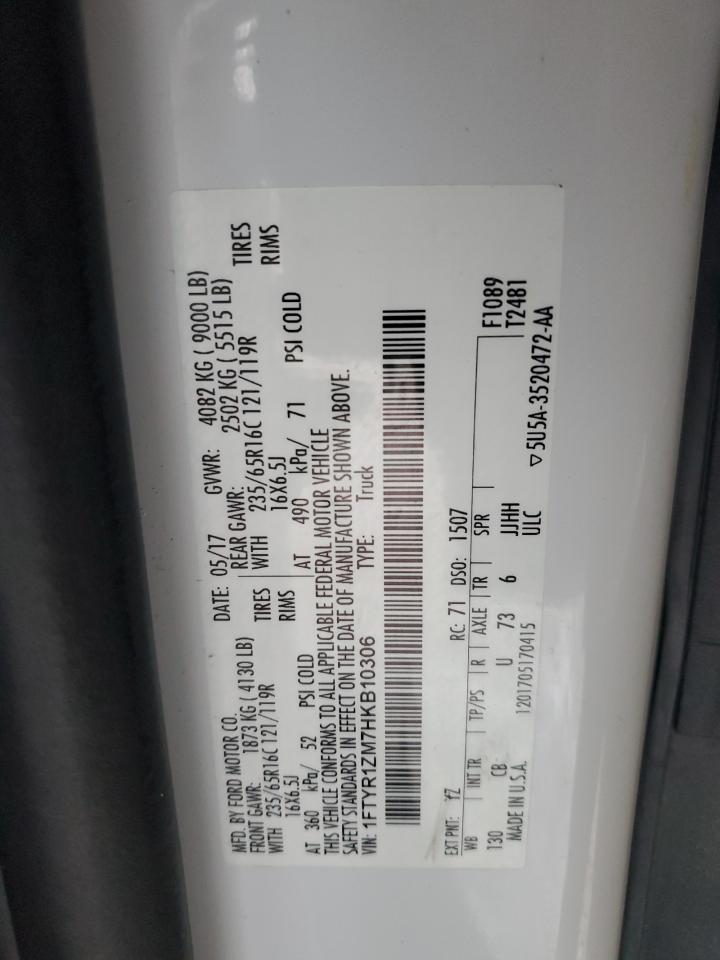 MFD. BY FORD MOTOR CO.
DATE: 05/17 GVWR: 4082 KG ( 9000 LB)
FRONT GAWR: 1873 KG ( 4130 LB) REAR GAWR: 2502 KG ( 5515 LB)
WITH 235/65R16C 121/119R TIRES WITH 235/65R16C 121/119R TIRES
16X6.5J RIMS 16X6.5J RIMS
AT 360 kPa/ 52 PSI COLD AT 490 kPa/ 71 PSI COLD
THIS VEHICLE CONFORMS TO ALL APPLICABLE FEDERAL MOTOR VEHICLE
SAFETY STANDARDS IN EFFECT ON THE DATE OF MANUFACTURE SHOWN ABOVE.
VIN: 1FTYR1ZM7HKB10306 TYPE: Truck
EXT PNT: YZ RC: 71 DSO: 1507
WB INT TR TP/PS R AXLE TR SPR F1089
130 CB U 73 6 JJHH T2481
MADE IN U.S.A. 1201705170415 ULC
▽5U5A-3520472-AA